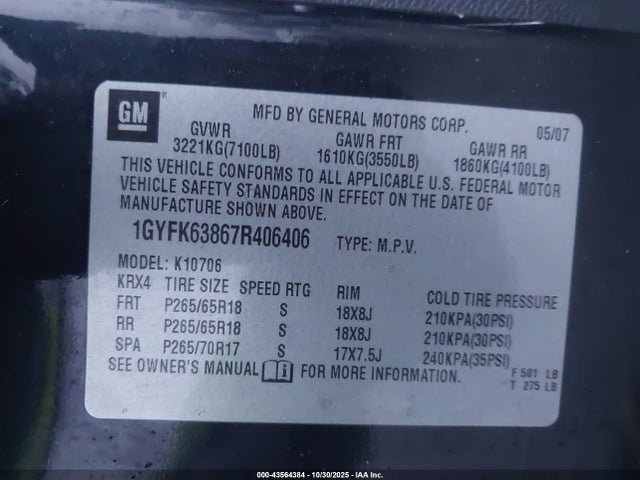 GM
MFD BY GENERAL MOTORS CORP. 05/07
GVWR GAWR FRT GAWR RR
3221KG(7100LB) 1610KG(3550LB) 1860KG(4100LB)
THIS VEHICLE CONFORMS TO ALL APPLICABLE U.S. FEDERAL MOTOR
VEHICLE SAFETY STANDARDS IN EFFECT ON THE DATE OF
MANUFACTURE SHOWN ABOVE.
1GYFK63867R406406 TYPE: M.P.V.
MODEL: K10706
KRX4 TIRE SIZE SPEED RTG RIM COLD TIRE PRESSURE
FRT P265/65R18 S 18X8J 210KPA(30PSI)
RR P265/65R18 S 18X8J 210KPA(30PSI)
SPA P265/70R17 S 17X7.5J 240KPA(35PSI)
SEE OWNER'S MANUAL i FOR MORE INFORMATION.
F 581 LB
T 275 LB
000-43564384 - 10/30/2025 - IAA Inc.